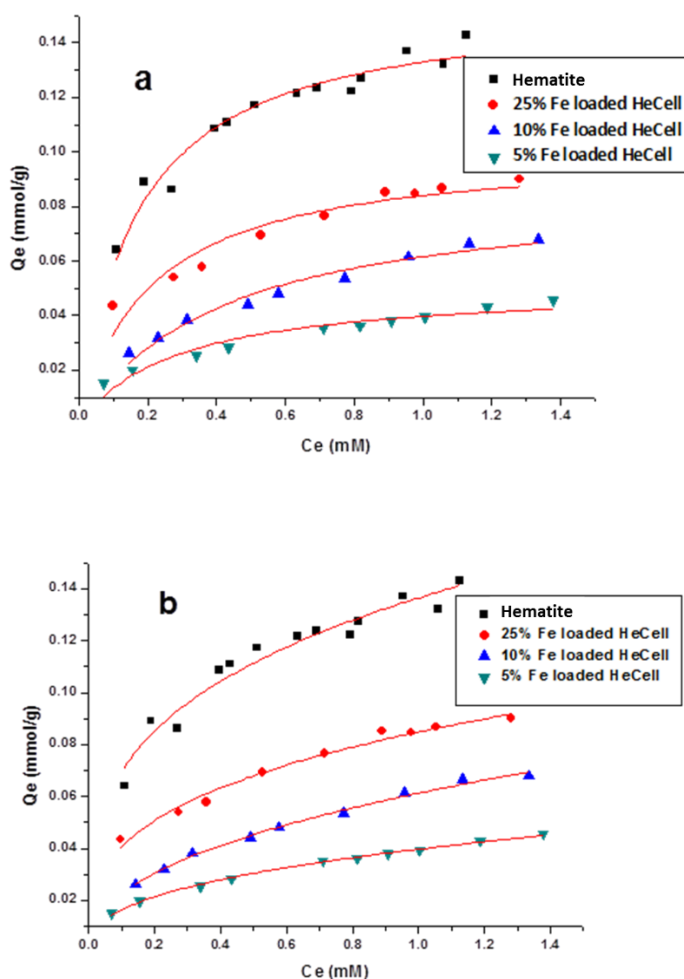 a
Hematite
25% Fe loaded HeCell
10% Fe loaded HeCell
5% Fe loaded HeCell
Qe (mmol/g)
0.14
0.12
0.10
0.08
0.06
0.04
0.02
0.0 0.2 0.4 0.6 0.8 1.0 1.2 1.4
Ce (mM)
b
Hematite
25% Fe loaded HeCell
10% Fe loaded HeCell
5% Fe loaded HeCell
Qe (mmol/g)
0.14
0.12
0.10
0.08
0.06
0.04
0.02
0.0 0.2 0.4 0.6 0.8 1.0 1.2 1.4
Ce (mM)